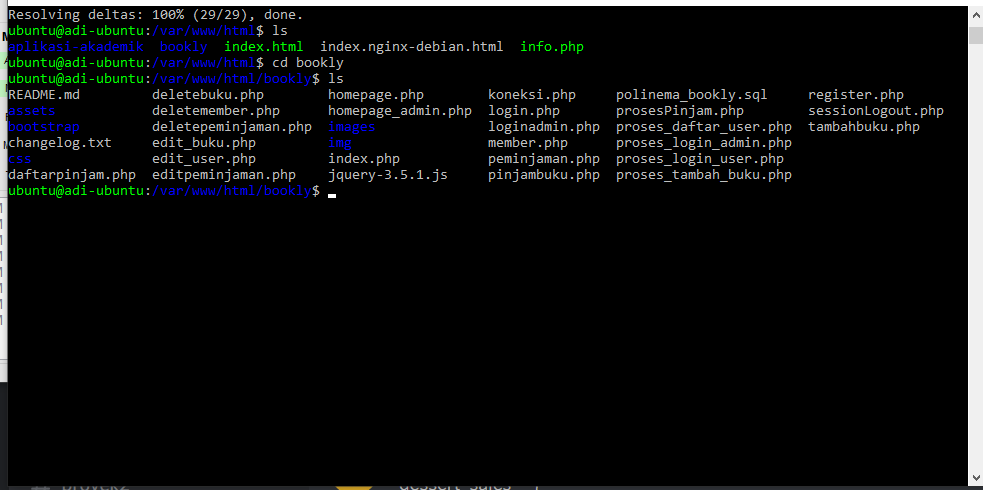 Resolving deltas: 100% (29/29), done.
ubuntu@adi-ubuntu:/var/www/html$ ls
aplikasi-akademik  bookly  index.html  index.nginx-debian.html  info.php
ubuntu@adi-ubuntu:/var/www/html$ cd bookly
ubuntu@adi-ubuntu:/var/www/html/bookly$ ls
README.md         deletebuku.php        homepage.php        koneksi.php     polinema_bookly.sql      register.php
assets            deletemember.php      homepage_admin.php  login.php       prosesPinjam.php         sessionLogout.php
bootstrap         deletepeminjaman.php  images              loginadmin.php  proses_daftar_user.php   tambahbuku.php
changelog.txt     edit_buku.php         img                 member.php      proses_login_admin.php
css               edit_user.php         index.php           peminjaman.php  proses_login_user.php
daftarpinjam.php  editpeminjaman.php    jquery-3.5.1.js     pinjambuku.php  proses_tambah_buku.php
ubuntu@adi-ubuntu:/var/www/html/bookly$